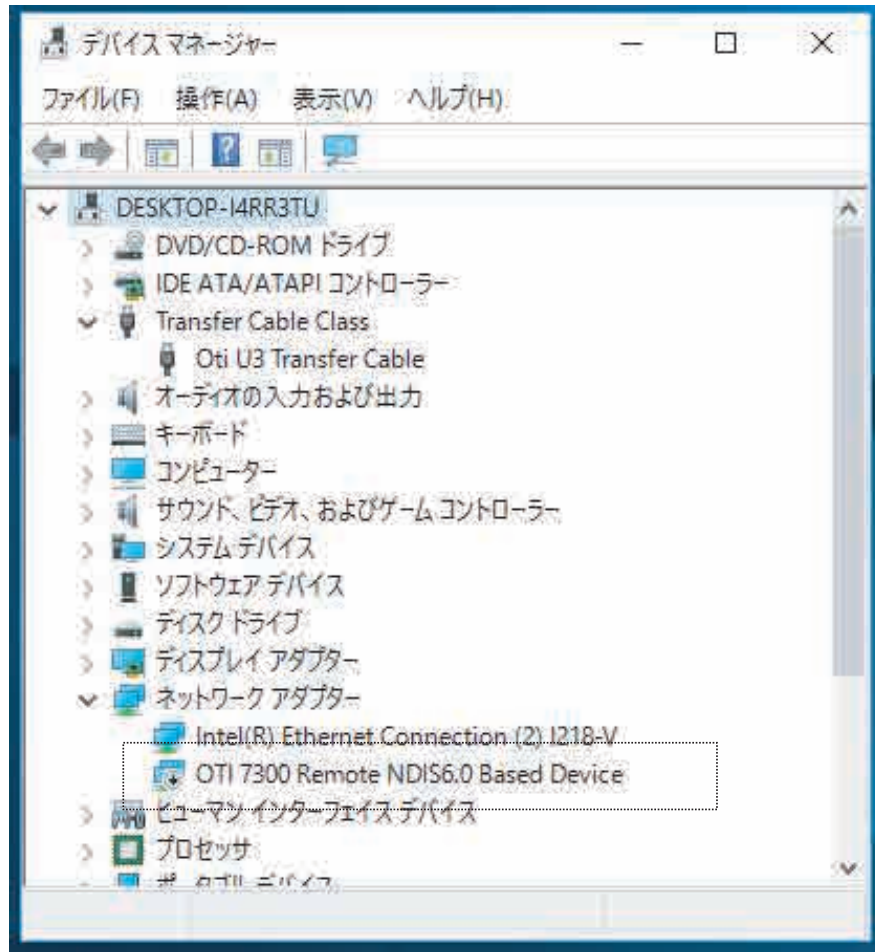 デバイス マネージャー
ファイル(F) 操作(A) 表示(V) ヘルプ(H)
DESKTOP-I4RR3TU
DVD/CD-ROM ドライブ
IDE ATA/ATAPI コントローラー
Transfer Cable Class
Oti U3 Transfer Cable
オーディオの入力および出力
キーボード
コンピューター
サウンド、ビデオ、およびゲーム コントローラー
システム デバイス
ソフトウェア デバイス
ディスク ドライブ
ディスプレイ アダプター
ネットワーク アダプター
Intel(R) Ethernet Connection (2) I218-V
OTI 7300 Remote NDIS6.0 Based Device
ヒューマン インターフェイス デバイス
プロセッサ
ポータブル デバイス